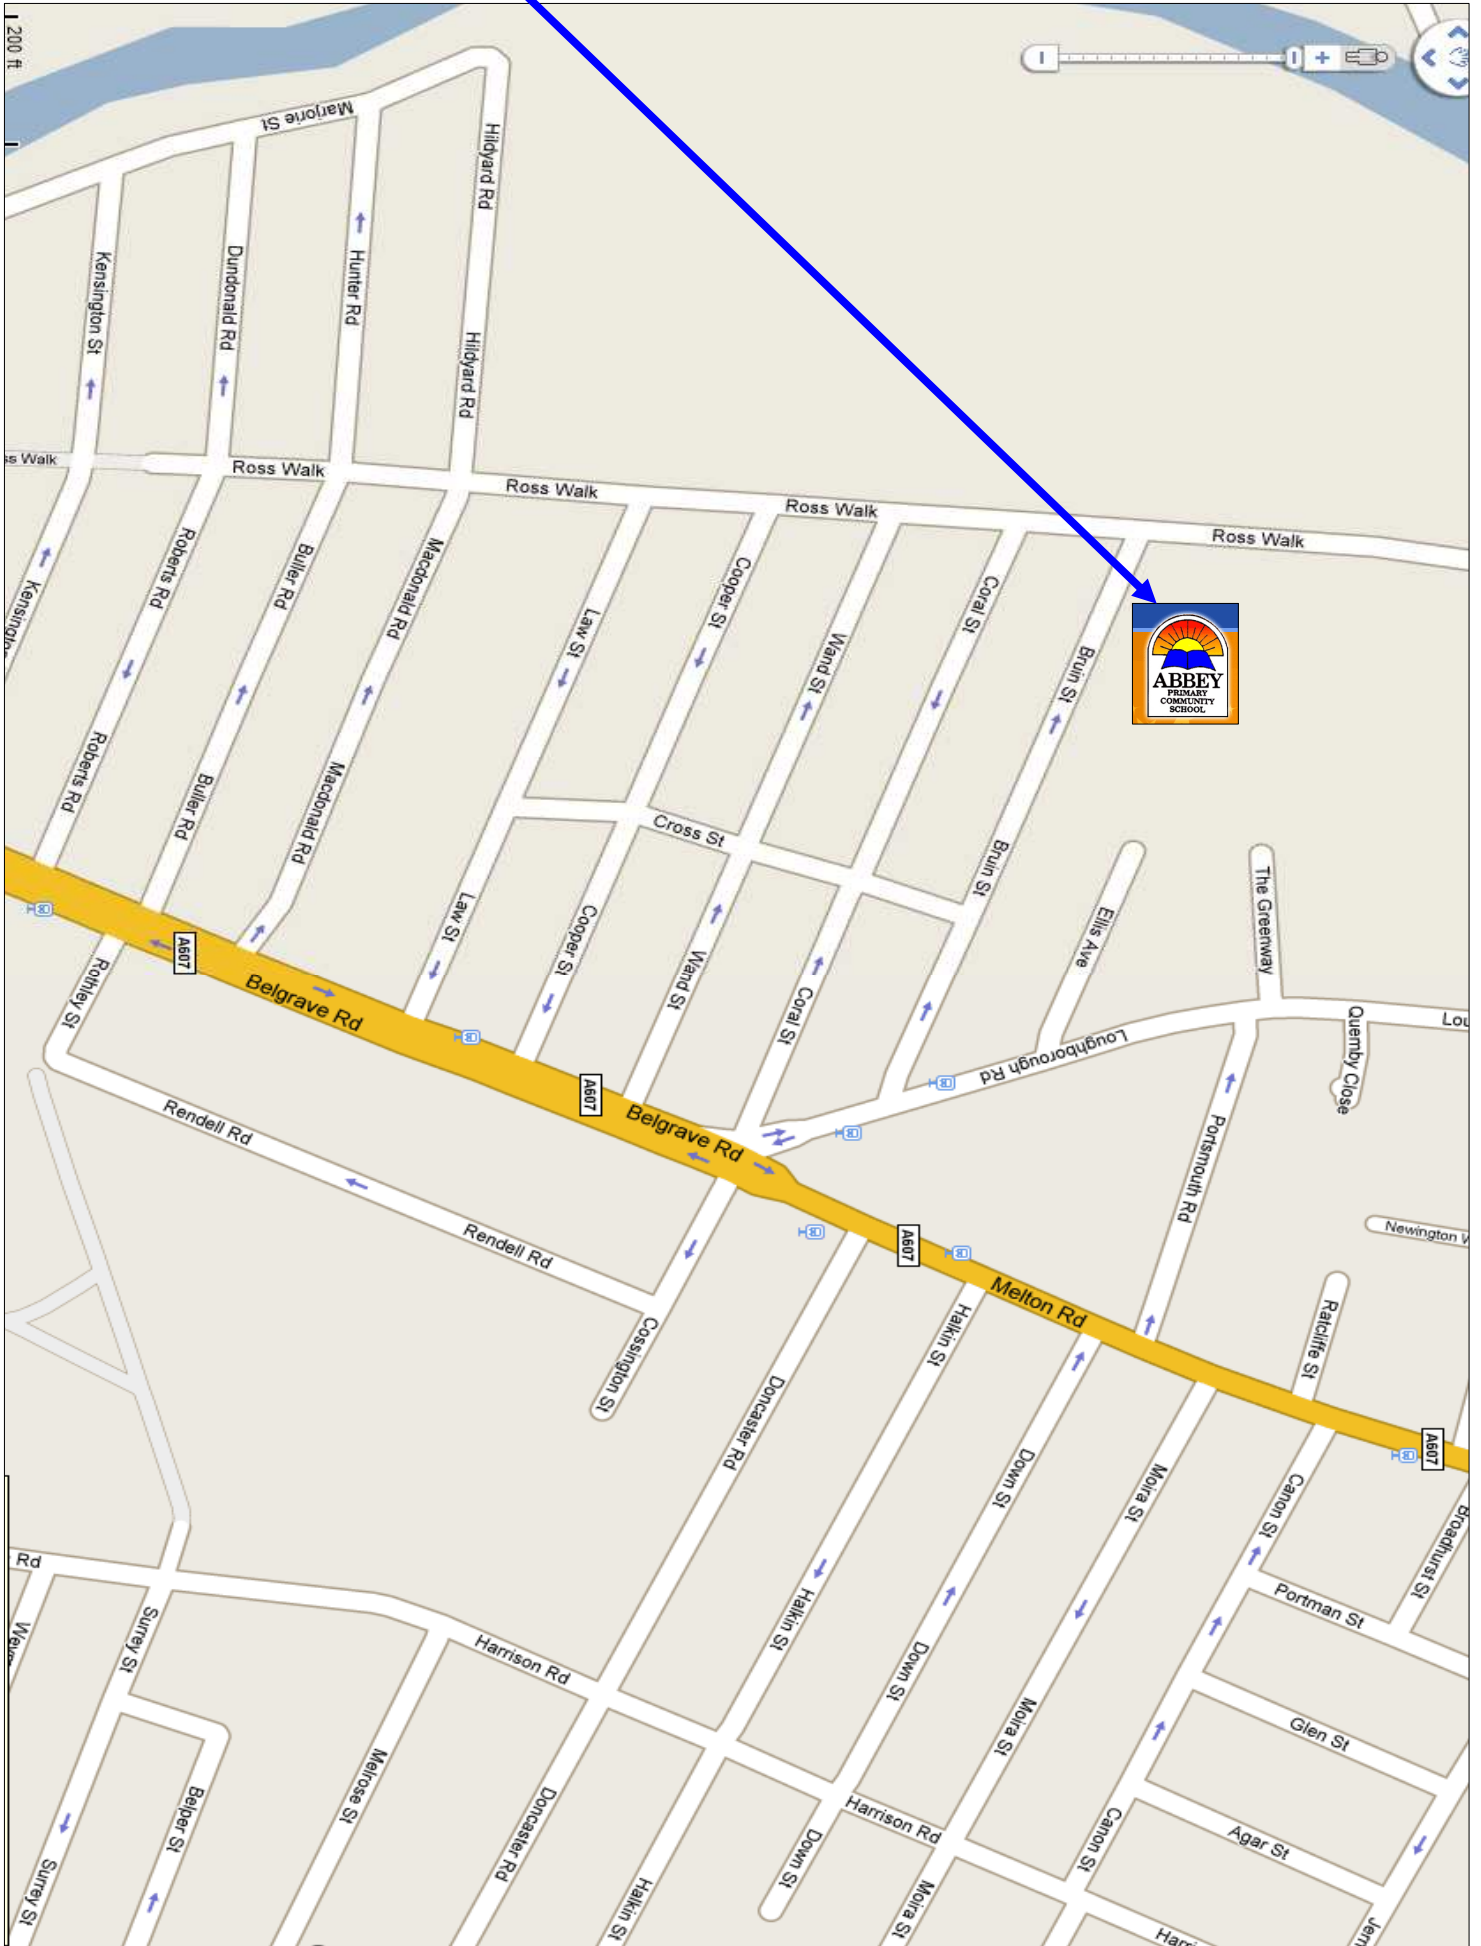 200 ft
Marjorie St
Hildyard Rd
Kensington St
Dundonald Rd
Hunter Rd
Hildyard Rd
ss Walk
Ross Walk
Ross Walk
Ross Walk
Ross Walk
Kensington
Roberts Rd
Buller Rd
Macdonald Rd
Law St
Cooper St
Wand St
Coral St
Bruin St
ABBEY
PRIMARY
COMMUNITY
SCHOOL
Roberts Rd
Buller Rd
Macdonald Rd
Cross St
Law St
Cooper St
Wand St
Coral St
Bruin St
Ellis Ave
The Greenway
A607
Belgrave Rd
Rothley St
Loughborough Rd
Lou
Quemby Close
A607
Belgrave Rd
Rendell Rd
Rendell Rd
Portsmouth Rd
Newington W
A607
Melton Rd
Ratcliffe St
Cossington St
Halkin St
Doncaster Rd
Down St
Moira St
Canon St
A607
Broadhurst St
Portman St
Rd
Surrey St
Harrison Rd
Halkin St
Down St
Moira St
Glen St
Melrose St
Belper St
Doncaster Rd
Harrison Rd
Canon St
Agar St
Surrey St
Halkin St
Down St
Moira St
Harri
Jerm